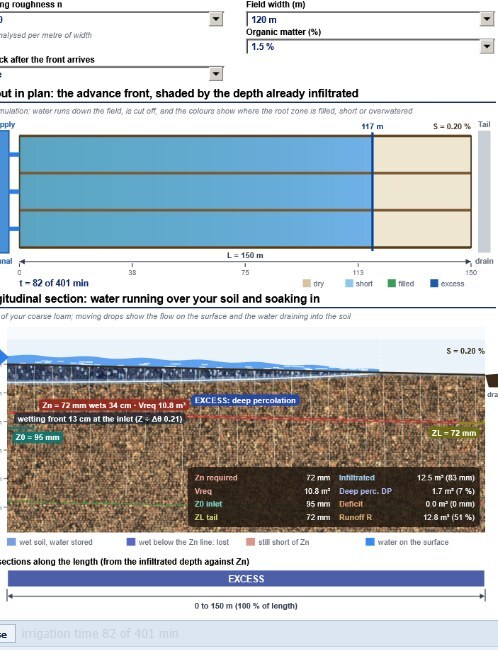 ng roughness n
Field width (m)
120 m
nalysed per metre of width
Organic matter (%)
1.5 %
ck after the front arrives
out in plan: the advance front, shaded by the depth already infiltrated
mulation: water runs down the field, is cut off, and the colours show where the root zone is filled, short or overwatered
pply
117 m
S = 0.20 %
Tail
L = 150 m
nal
drain
0 38 75 113 150
t = 82 of 401 min
dry short filled excess
gitudinal section: water running over your soil and soaking in
of your coarse loam; moving drops show the flow on the surface and the water draining into the soil
S = 0.20 %
dra
Zn = 72 mm wets 34 cm · Vreq 10.8 m³
EXCESS: deep percolation
wetting front 13 cm at the inlet (Z ÷ Δθ 0.21)
Z0 = 95 mm
ZL = 72 mm
Zn required 72 mm Infiltrated 12.5 m³ (83 mm)
Vreq 10.8 m³ Deep perc. DP 1.7 m³ (7 %)
Z0 inlet 95 mm Deficit 0.0 m³ (0 mm)
ZL tail 72 mm Runoff R 12.8 m³ (51 %)
wet soil, water stored wet below the Zn line: lost still short of Zn water on the surface
sections along the length (from the infiltrated depth against Zn)
EXCESS
0 to 150 m (100 % of length)
se irrigation time 82 of 401 min